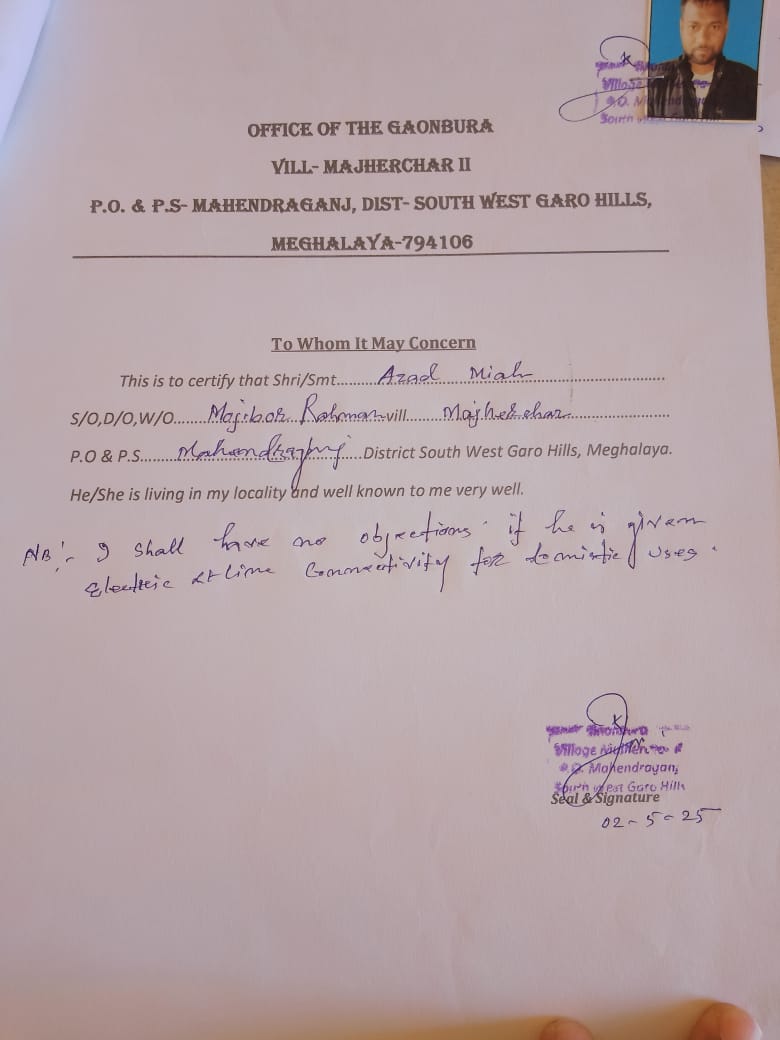 Village
P.O.
South
OFFICE OF THE GAONBURA
VILL- MAJHERCHAR II
P.O. & P.S- MAHENDRAGANJ, DIST- SOUTH WEST GARO HILLS,
MEGHALAYA-794106
To Whom It May Concern
This is to certify that Shri/Smt.......Azad Miah..............................
S/O,D/O,W/O.......Majibor Rahman.vill......Majherchar....................
P.O & P.S.......Mahendraganj....District South West Garo Hills, Meghalaya.
He/She is living in my locality and well known to me very well.
NB:- I shall have no objections if he is given
Electric Lt line Connectivity for domistic uses.
Village
P.O. Mahendraganj
South West Garo Hills
Seal & Signature
02-5-25